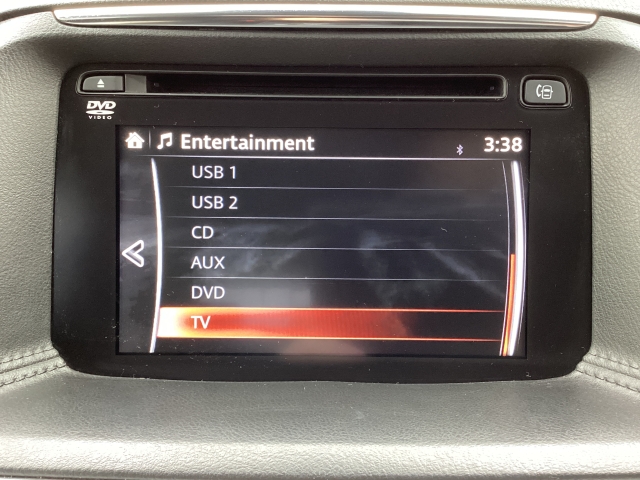 DVD
VIDEO
Entertainment 3:38
USB 1
USB 2
CD
AUX
DVD
TV